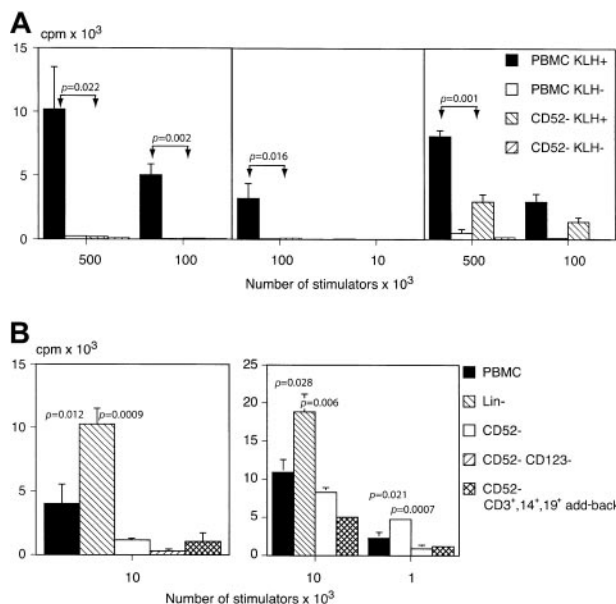 A
cpm x 10³
15
10
5
0
p=0.022
p=0.002
p=0.016
p=0.001
PBMC KLH+
PBMC KLH-
CD52- KLH+
CD52- KLH-
500 100 100 10 500 100
Number of stimulators x 10³
B
cpm x 10³
15
10
5
0
p=0.012 p=0.0009
10
25
20
15
10
5
0
p=0.028
p=0.006
p=0.021
p=0.0007
10 1
PBMC
Lin-
CD52-
CD52- CD123-
CD52-
CD3⁺,14⁺,19⁺ add-back
Number of stimulators x 10³